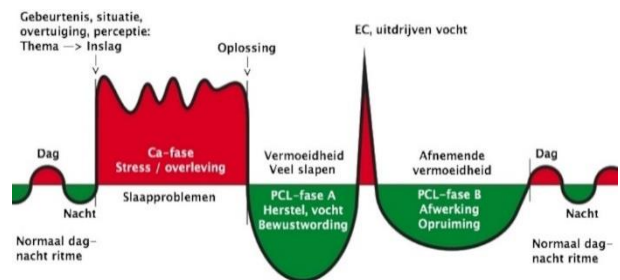 Gebeurtenis, situatie,
overtuiging, perceptie:
Thema —> Inslag
Oplossing
EC, uitdrijven vocht
Dag
Ca-fase
Stress / overleving
Vermoeidheid
Veel slapen
Afnemende
vermoeidheid
Dag
Nacht
Slaapproblemen
PCL-fase A
Herstel, vocht
Bewustwording
PCL-fase B
Afwerking
Opruiming
Nacht
Normaal dag-
nacht ritme
Normaal dag-
nacht ritme